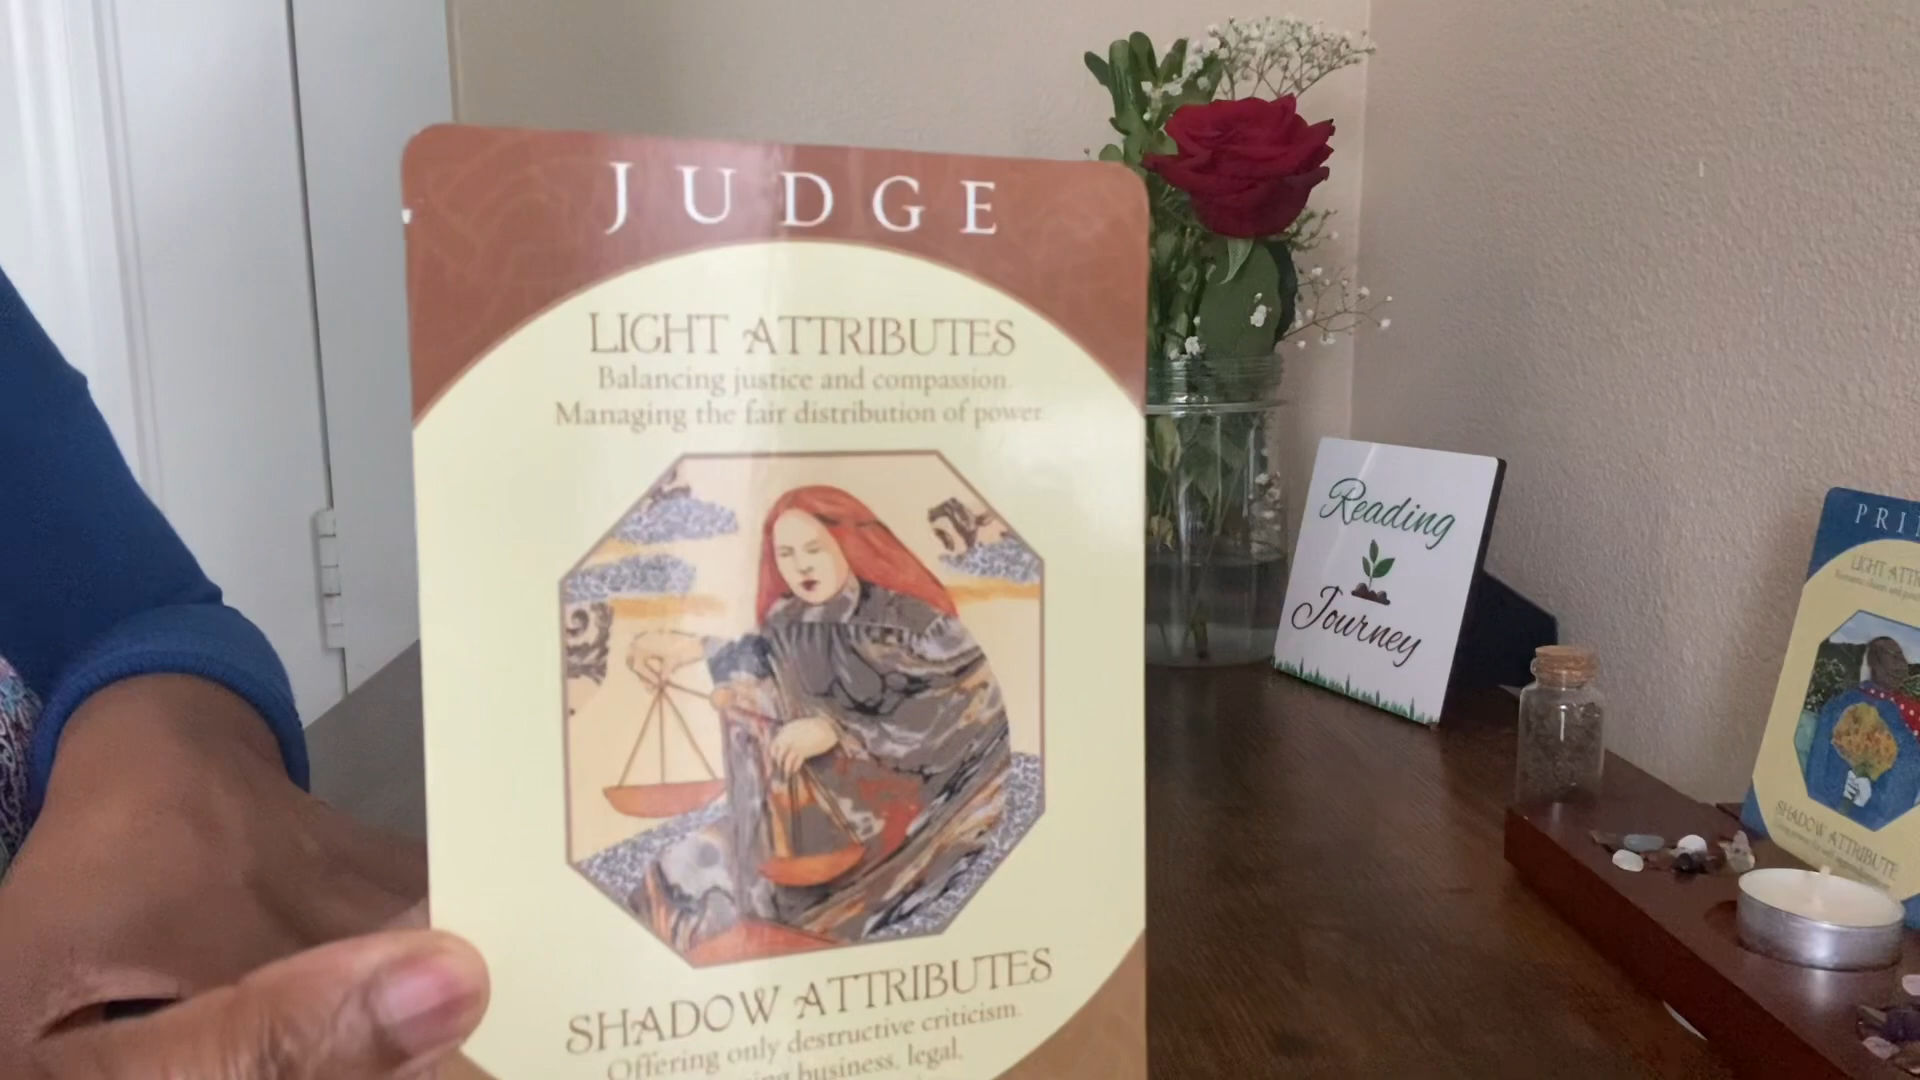 JUDGE
LIGHT ATTRIBUTES
Balancing justice and compassion.
Managing the fair distribution of power
SHADOW ATTRIBUTES
Offering only destructive criticism.
business, legal,
Reading
Journey
PRI
LIGHT ATT
SHADOW ATTRIBUTE